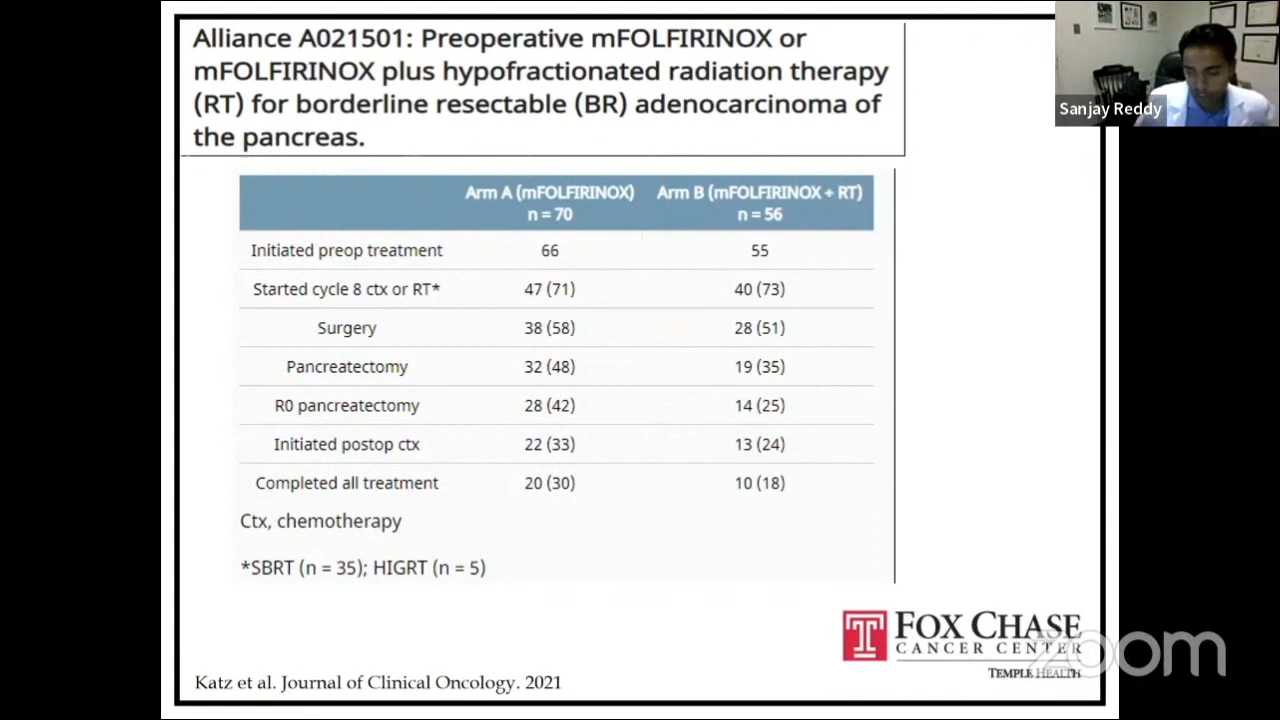 Alliance A021501: Preoperative mFOLFIRINOX or
mFOLFIRINOX plus hypofractionated radiation therapy
(RT) for borderline resectable (BR) adenocarcinoma of
the pancreas.
Sanjay Reddy
Arm A (mFOLFIRINOX) Arm B (mFOLFIRINOX + RT)
n = 70 n = 56
Initiated preop treatment 66 55
Started cycle 8 ctx or RT* 47 (71) 40 (73)
Surgery 38 (58) 28 (51)
Pancreatectomy 32 (48) 19 (35)
R0 pancreatectomy 28 (42) 14 (25)
Initiated postop ctx 22 (33) 13 (24)
Completed all treatment 20 (30) 10 (18)
Ctx, chemotherapy
*SBRT (n = 35); HIGRT (n = 5)
FOX CHASE
CANCER CENTER
TEMPLE HEALTH
zoom
Katz et al. Journal of Clinical Oncology. 2021